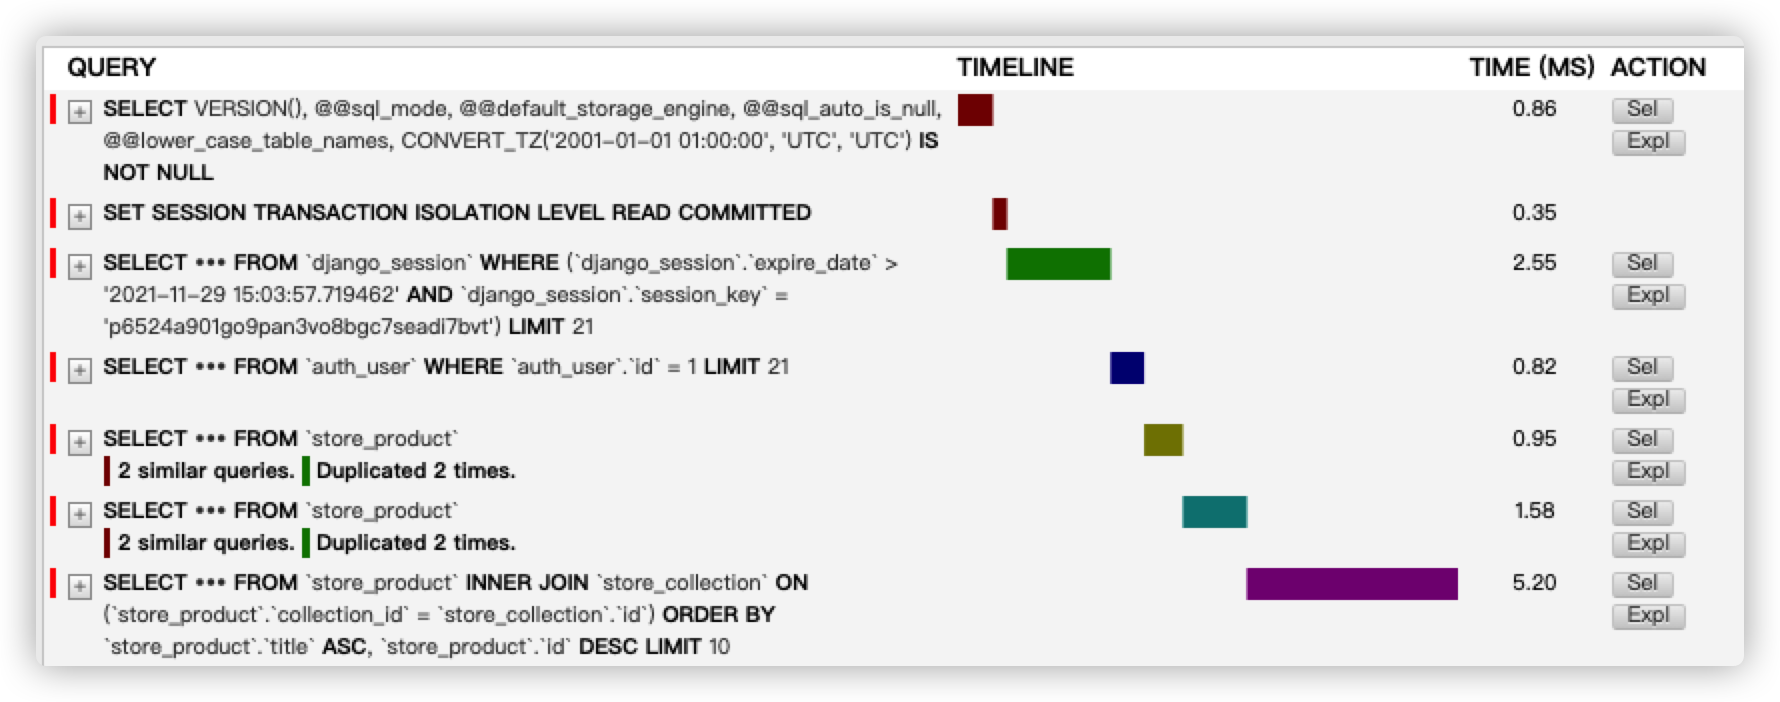 QUERY TIMELINE TIME (MS) ACTION
SELECT VERSION(), @@sql_mode, @@default_storage_engine, @@sql_auto_is_null, 0.86 Sel
@@lower_case_table_names, CONVERT_TZ('2001-01-01 01:00:00', 'UTC', 'UTC') IS Expl
NOT NULL
SET SESSION TRANSACTION ISOLATION LEVEL READ COMMITTED 0.35
SELECT ••• FROM `django_session` WHERE (`django_session`.`expire_date` > 2.55 Sel
'2021-11-29 15:03:57.719462' AND `django_session`.`session_key` = Expl
'p6524a901go9pan3vo8bgc7seadi7bvt') LIMIT 21
SELECT ••• FROM `auth_user` WHERE `auth_user`.`id` = 1 LIMIT 21 0.82 Sel
Expl
SELECT ••• FROM `store_product` 0.95 Sel
2 similar queries. Duplicated 2 times. Expl
SELECT ••• FROM `store_product` 1.58 Sel
2 similar queries. Duplicated 2 times. Expl
SELECT ••• FROM `store_product` INNER JOIN `store_collection` ON 5.20 Sel
(`store_product`.`collection_id` = `store_collection`.`id`) ORDER BY Expl
`store_product`.`title` ASC, `store_product`.`id` DESC LIMIT 10